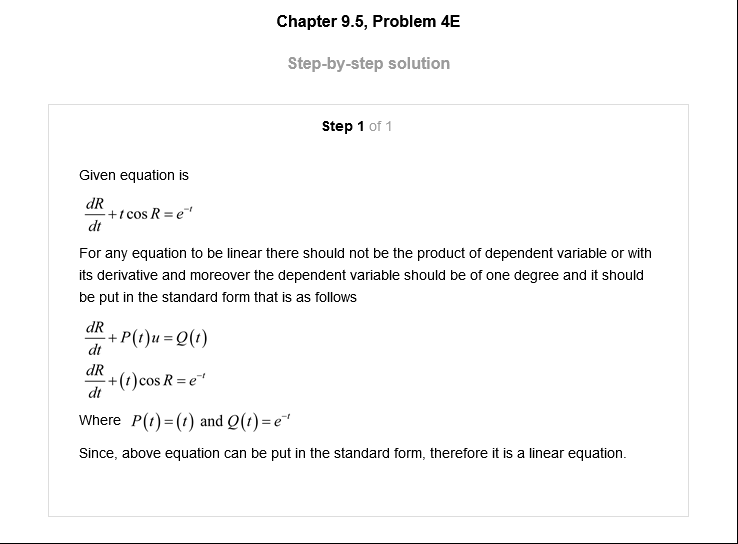 Chapter 9.5, Problem 4E
Step-by-step solution
Step 1 of 1
Given equation is
dR/dt + t cos R = e^{-t}
For any equation to be linear there should not be the product of dependent variable or with
its derivative and moreover the dependent variable should be of one degree and it should
be put in the standard form that is as follows
dR/dt + P(t)u = Q(t)
dR/dt + (t) cos R = e^{-t}
Where P(t) = (t) and Q(t) = e^{-t}
Since, above equation can be put in the standard form, therefore it is a linear equation.